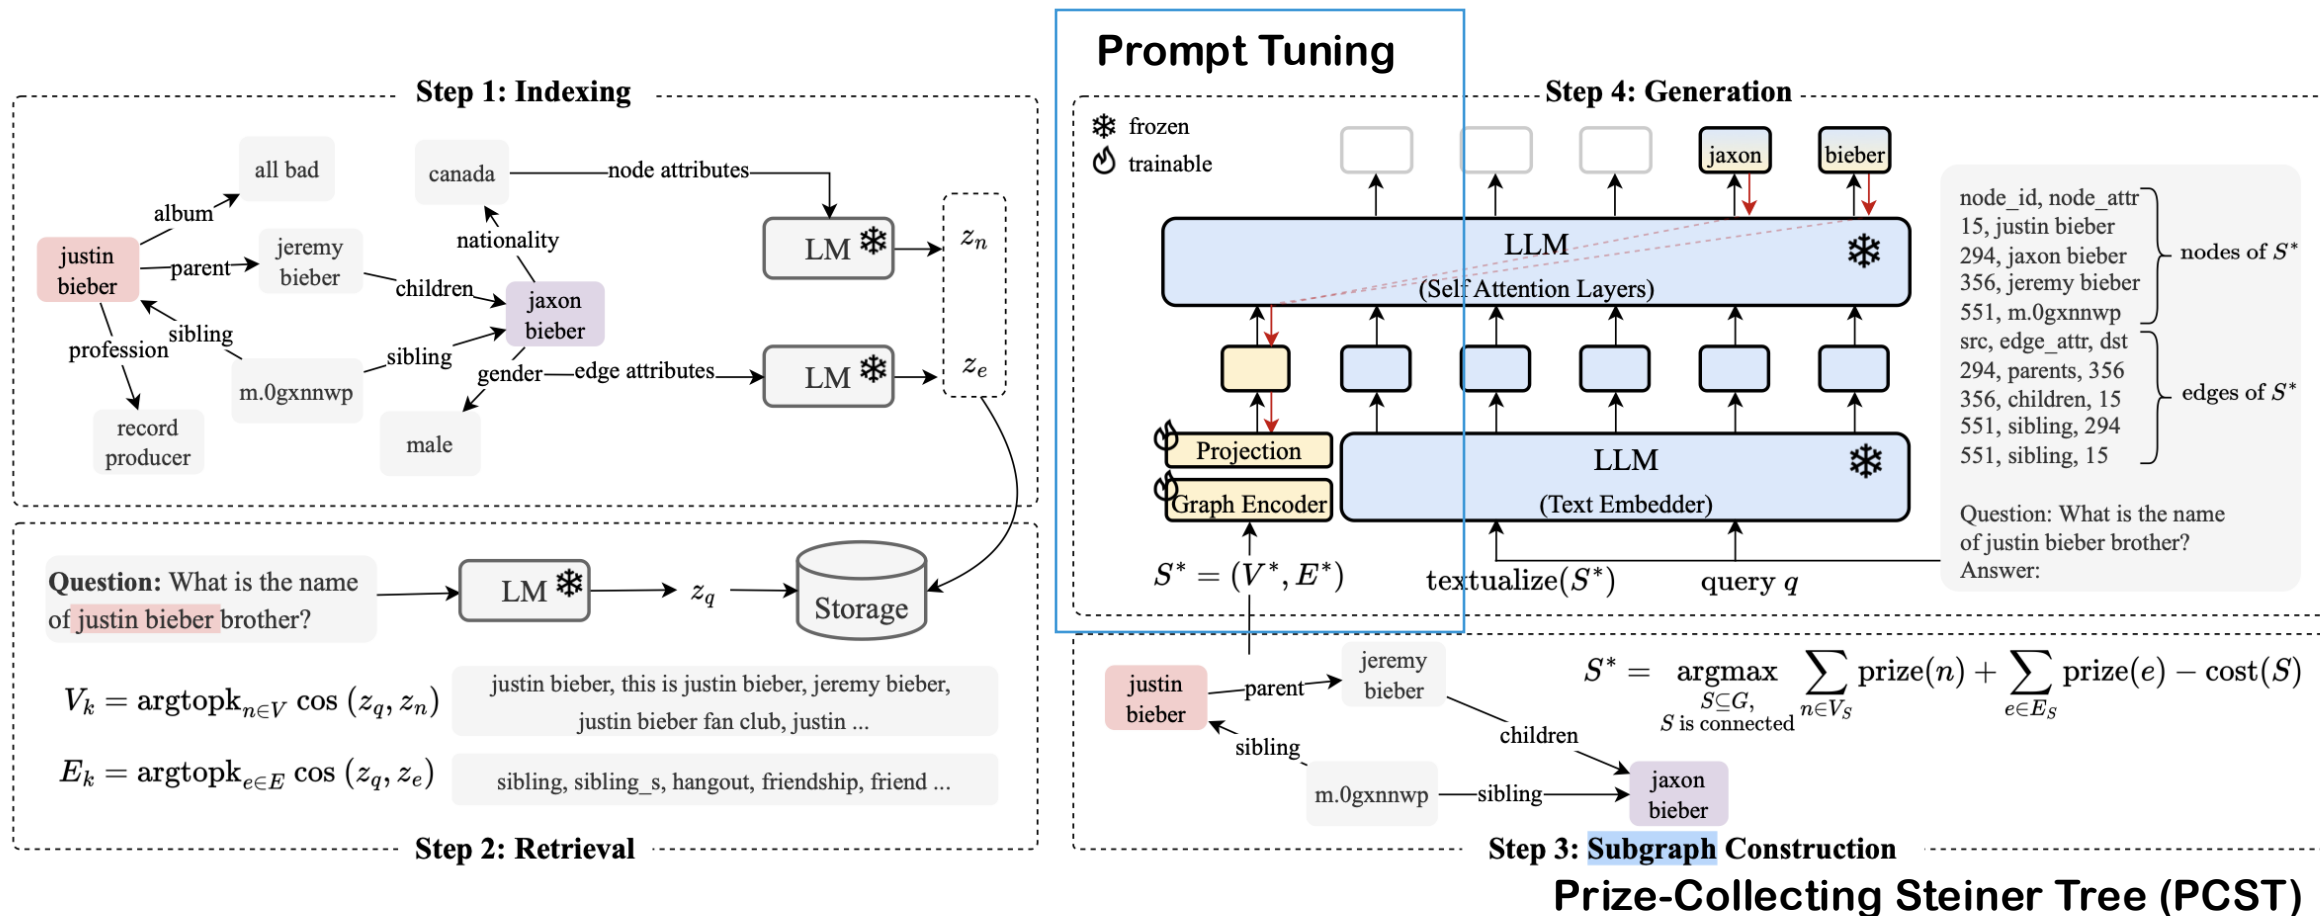 Prompt Tuning
Step 1: Indexing
all bad
canada
node attributes
album
justin
bieber
parent
jeremy
bieber
nationality
LM
z_n
children
jaxon
bieber
sibling
profession
sibling
gender
edge attributes
LM
z_e
m.0gxnnwp
record
producer
male
Question: What is the name
of justin bieber brother?
LM
z_q
Storage
V_k = argtopk_{n∈V} cos (z_q, z_n)
justin bieber, this is justin bieber, jeremy bieber,
justin bieber fan club, justin ...
E_k = argtopk_{e∈E} cos (z_q, z_e)
sibling, sibling_s, hangout, friendship, friend ...
Step 2: Retrieval
Step 4: Generation
frozen
trainable
jaxon
bieber
LLM
(Self Attention Layers)
Projection
Graph Encoder
LLM
(Text Embedder)
S* = (V*, E*)
textualize(S*)
query q
node_id, node_attr
15, justin bieber
294, jaxon bieber
356, jeremy bieber
551, m.0gxnnwp
nodes of S*
src, edge_attr, dst
294, parents, 356
356, children, 15
551, sibling, 294
551, sibling, 15
edges of S*
Question: What is the name
of justin bieber brother?
Answer:
justin
bieber
parent
jeremy
bieber
sibling
children
m.0gxnnwp
sibling
jaxon
bieber
S* = argmax ∑ prize(n) + ∑ prize(e) − cost(S)
S⊆G, n∈V_S e∈E_S
S is connected
Step 3: Subgraph Construction
Prize-Collecting Steiner Tree (PCST)